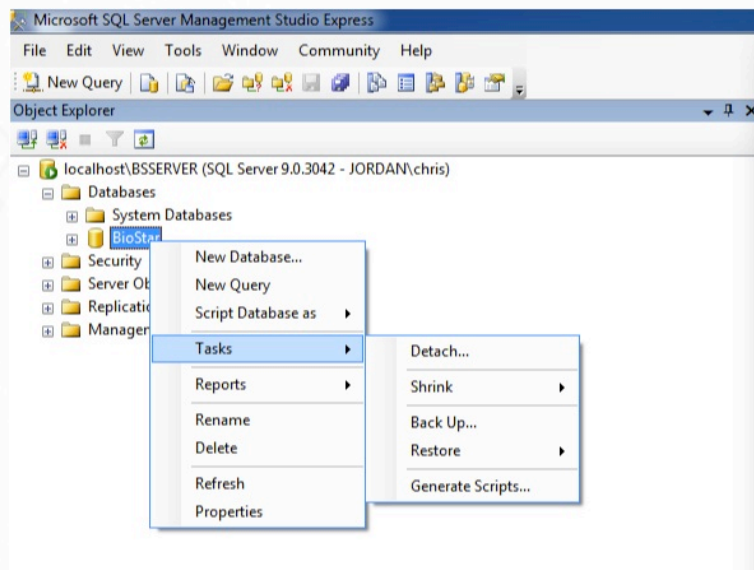 Microsoft SQL Server Management Studio Express
File Edit View Tools Window Community Help
New Query
Object Explorer
localhost\BSSERVER (SQL Server 9.0.3042 - JORDAN\chris)
Databases
System Databases
BioStar
Security
Server Ob
Replicatio
Manager
New Database...
New Query
Script Database as
Tasks
Reports
Rename
Delete
Refresh
Properties
Detach...
Shrink
Back Up...
Restore
Generate Scripts...